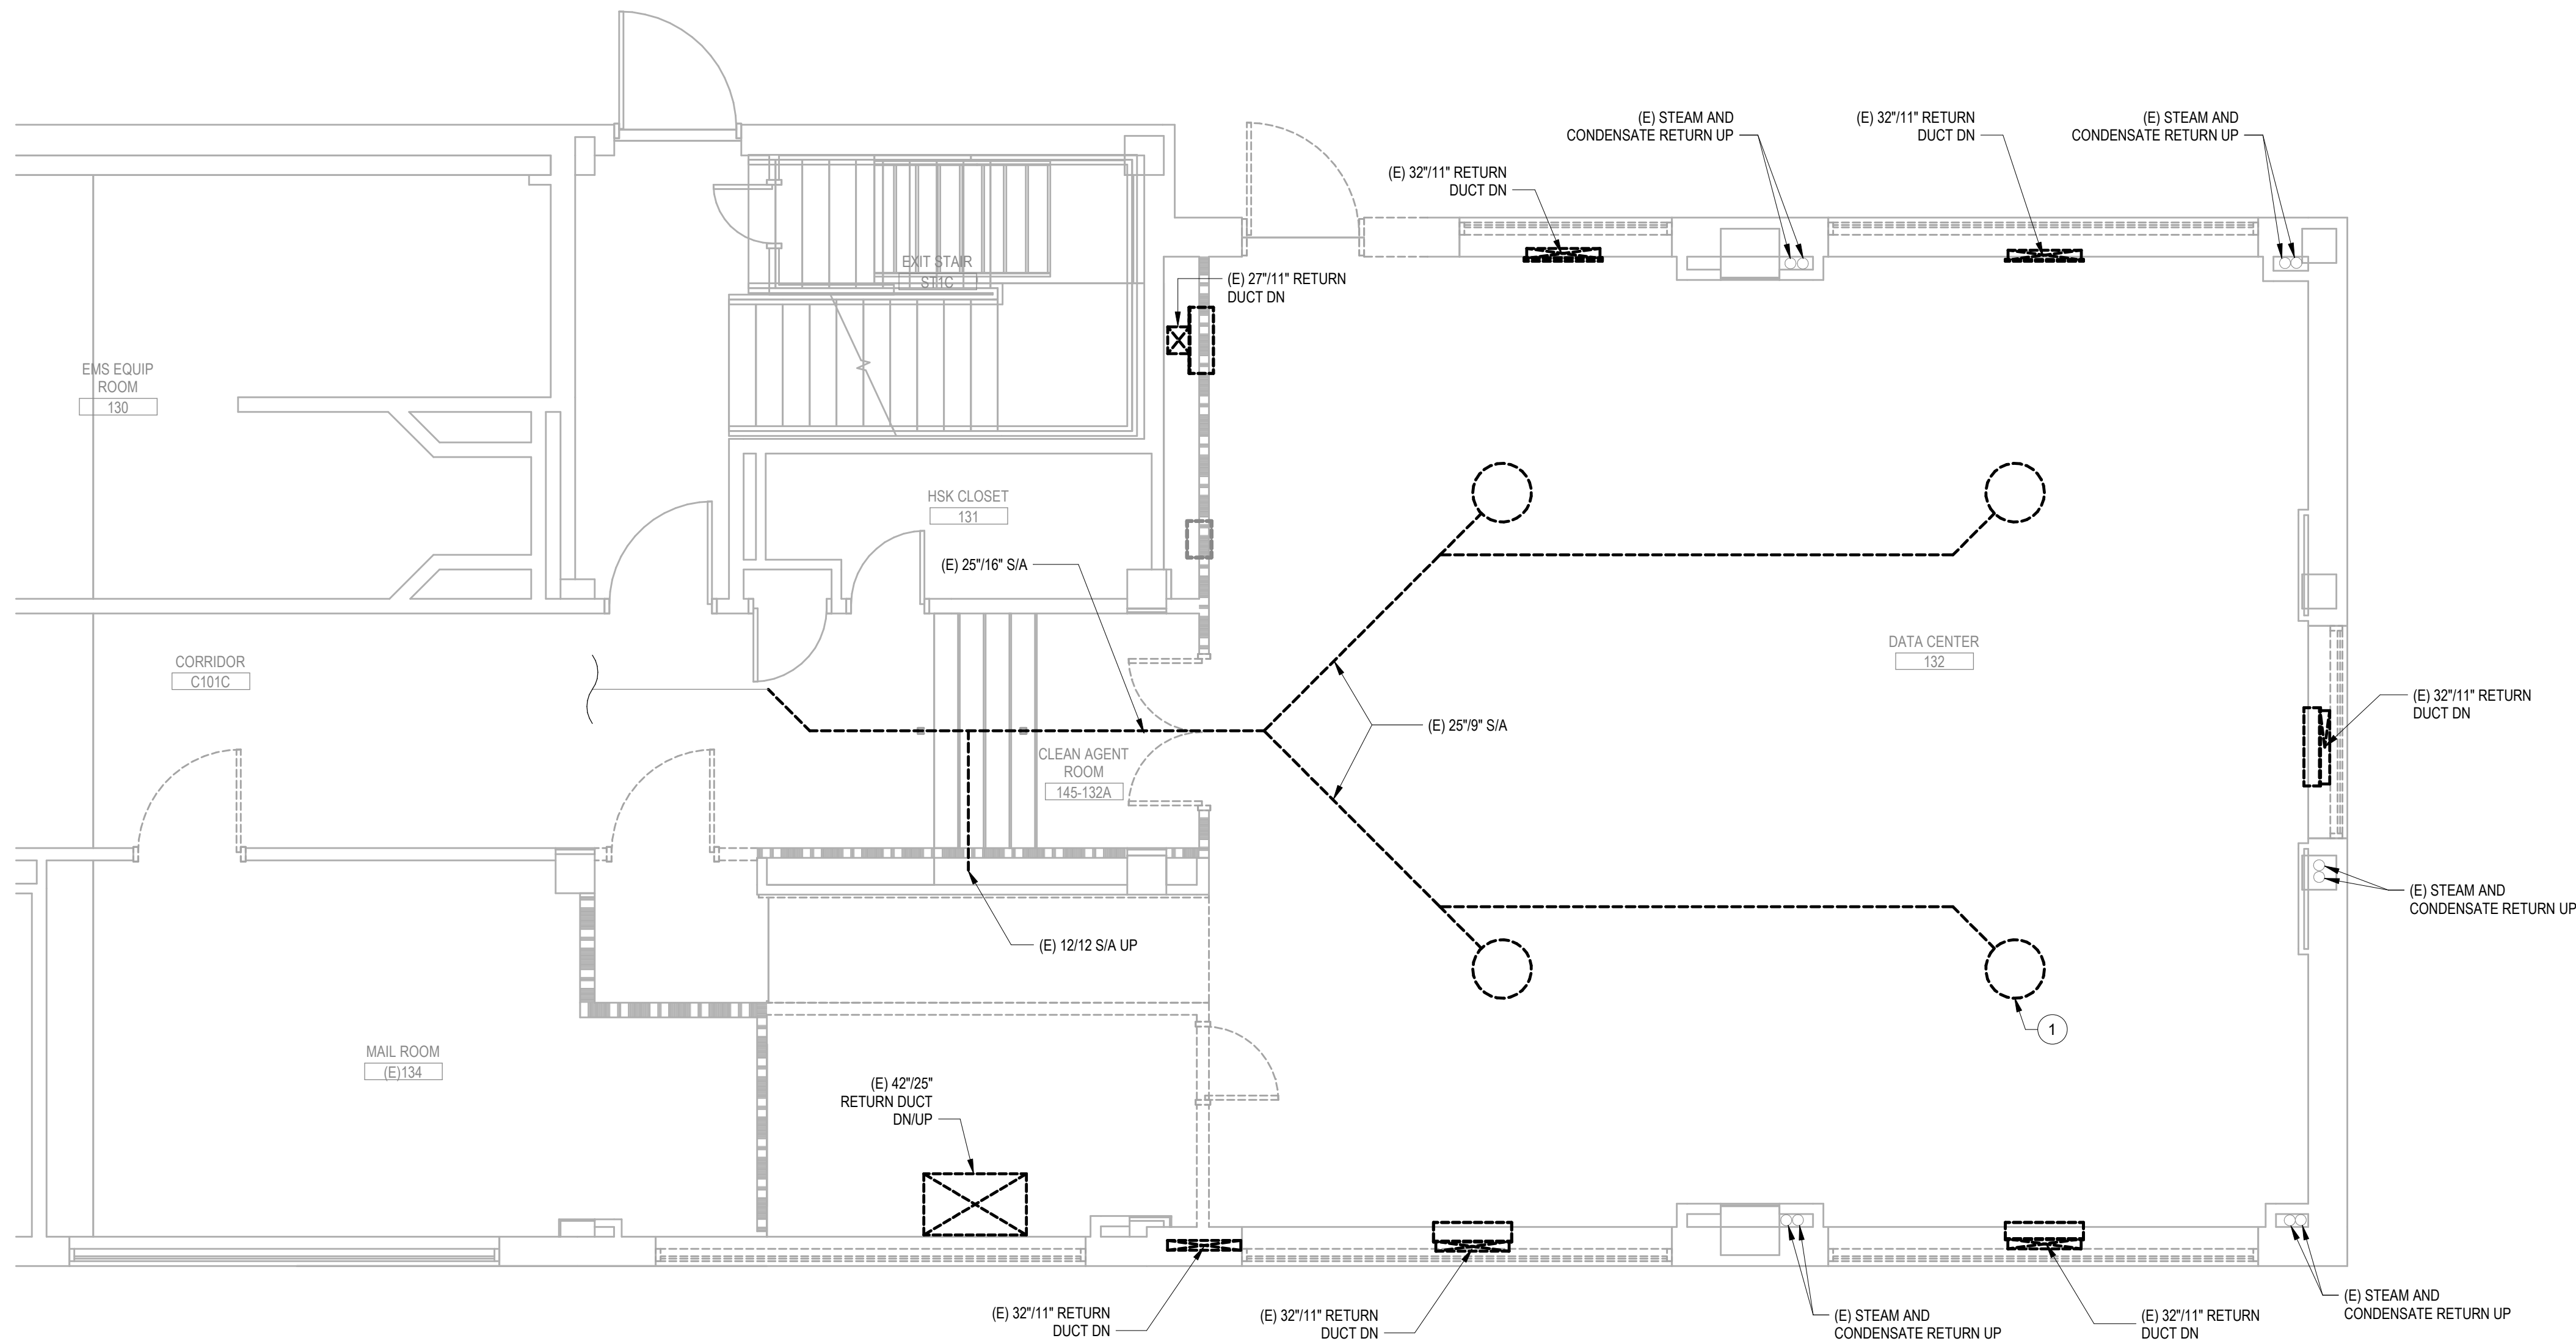 (E) STEAM AND
CONDENSATE RETURN UP
(E) 32"/11" RETURN
DUCT DN
(E) STEAM AND
CONDENSATE RETURN UP
(E) 32"/11" RETURN
DUCT DN
EXIT STAIR
ST1C
(E) 27"/11" RETURN
DUCT DN
EMS EQUIP
ROOM
130
HSK CLOSET
131
(E) 25"/16" S/A
CORRIDOR
C101C
DATA CENTER
132
(E) 32"/11" RETURN
DUCT DN
(E) 25"/9" S/A
CLEAN AGENT
ROOM
145-132A
(E) STEAM AND
CONDENSATE RETURN UP
(E) 12/12 S/A UP
1
MAIL ROOM
(E)134
(E) 42"/25"
RETURN DUCT
DN/UP
(E) 32"/11" RETURN
DUCT DN
(E) 32"/11" RETURN
DUCT DN
(E) STEAM AND
CONDENSATE RETURN UP
(E) 32"/11" RETURN
DUCT DN
(E) STEAM AND
CONDENSATE RETURN UP